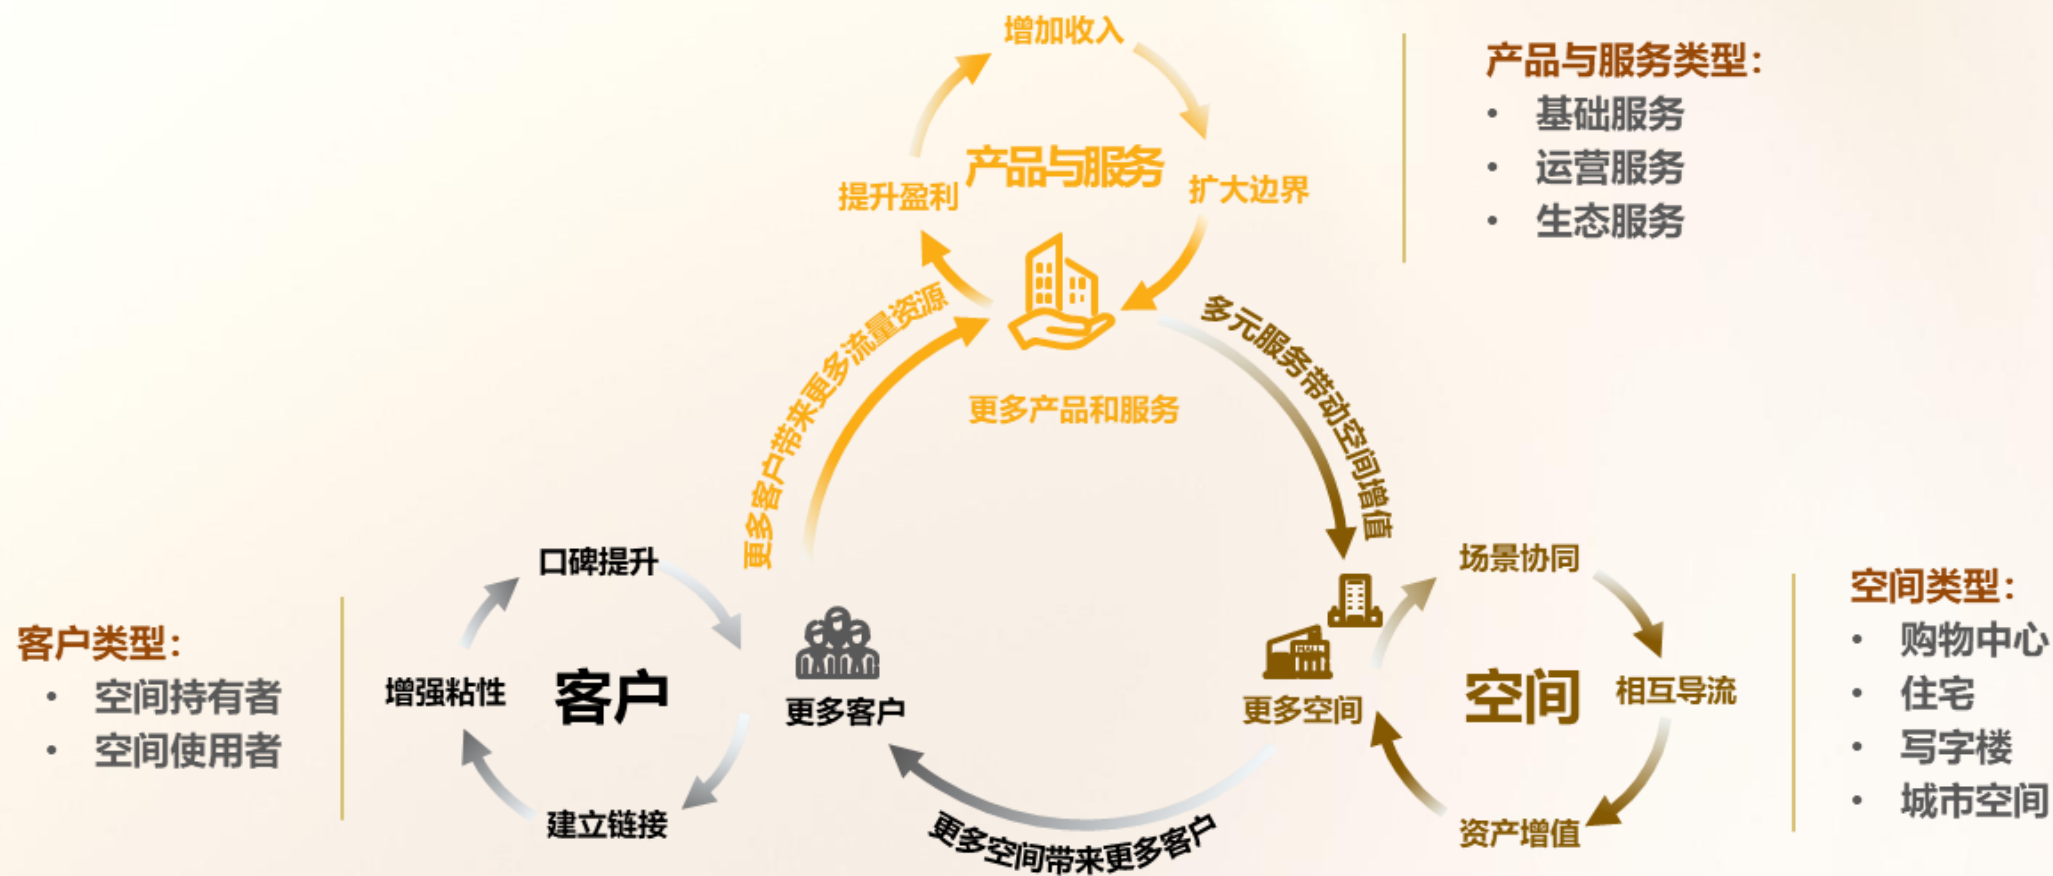 增加收入
产品与服务
提升盈利
扩大边界
更多产品和服务
产品与服务类型：
• 基础服务
• 运营服务
• 生态服务
更多客户带来更多流量资源
多元服务带动空间增值
客户类型：
• 空间持有者
• 空间使用者
口碑提升
增强粘性
客户
建立链接
更多客户
更多空间带来更多客户
更多空间
场景协同
空间
相互导流
资产增值
空间类型：
• 购物中心
• 住宅
• 写字楼
• 城市空间